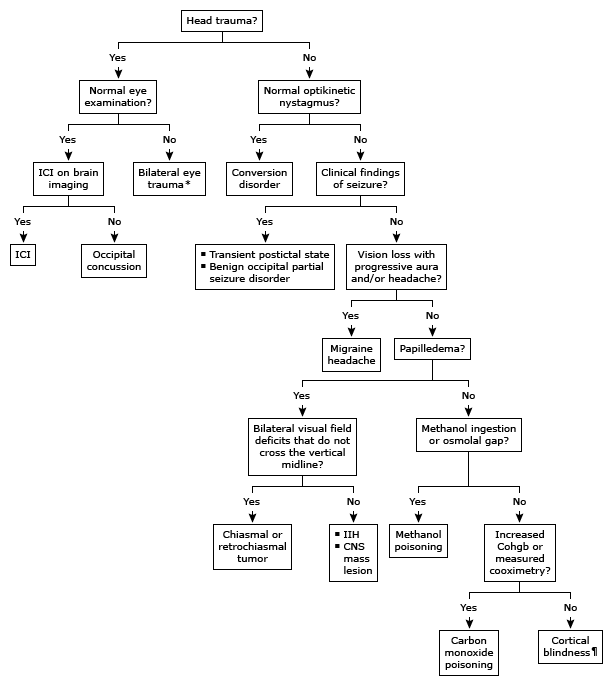 Head trauma?
Yes
No
Normal eye
examination?
Normal optikinetic
nystagmus?
Yes
No
Yes
No
ICI on brain
imaging
Bilateral eye
trauma*
Conversion
disorder
Clinical findings
of seizure?
Yes
No
Yes
No
ICI
Occipital
concussion
▪ Transient postictal state
▪ Benign occipital partial
seizure disorder
Vision loss with
progressive aura
and/or headache?
Yes
No
Migraine
headache
Papilledema?
Yes
No
Bilateral visual field
deficits that do not
cross the vertical
midline?
Methanol ingestion
or osmolal gap?
Yes
No
Yes
No
Chiasmal or
retrochiasmal
tumor
▪ IIH
▪ CNS
mass
lesion
Methanol
poisoning
Increased
Cohgb or
measured
cooximetry?
Yes
No
Carbon
monoxide
poisoning
Cortical
blindness¶